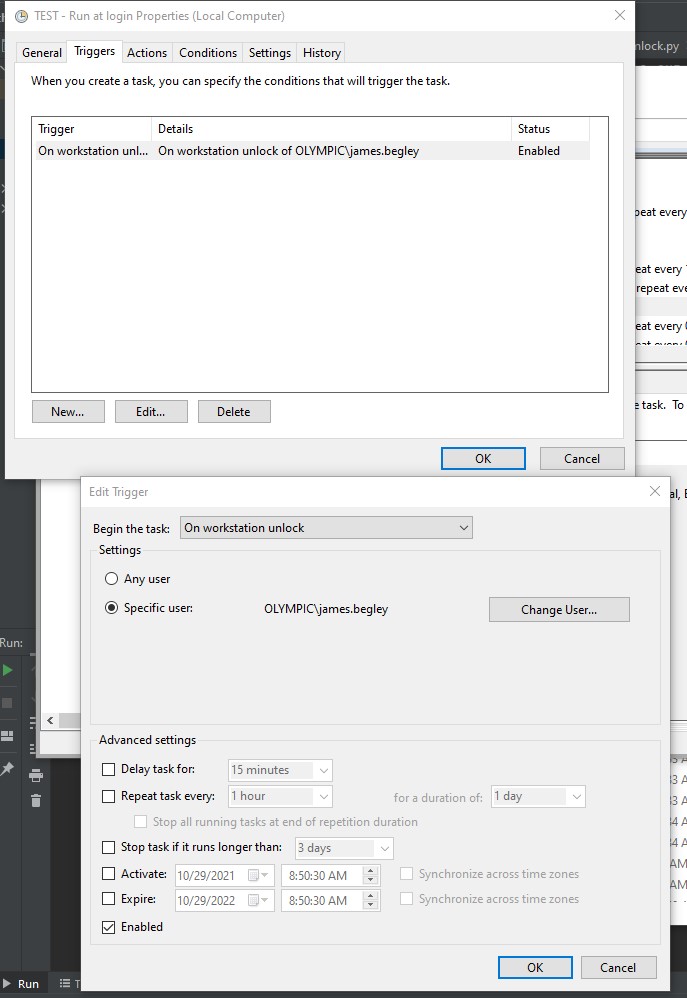 TEST - Run at login Properties (Local Computer)
General Triggers Actions Conditions Settings History
nlock.py
When you create a task, you can specify the conditions that will trigger the task.
Trigger Details Status
On workstation unl... On workstation unlock of OLYMPIC\james.begley Enabled
peat every
eat every
repeat eve
eat every
New... Edit... Delete
e task. To
OK Cancel
Edit Trigger
Begin the task: On workstation unlock
Settings
Any user
Specific user: OLYMPIC\james.begley Change User...
Run:
Advanced settings
Delay task for: 15 minutes
Repeat task every: 1 hour for a duration of: 1 day
Stop all running tasks at end of repetition duration
Stop task if it runs longer than: 3 days
Activate: 10/29/2021 8:50:30 AM Synchronize across time zones
Expire: 10/29/2022 8:50:30 AM Synchronize across time zones
Enabled
OK Cancel
Run